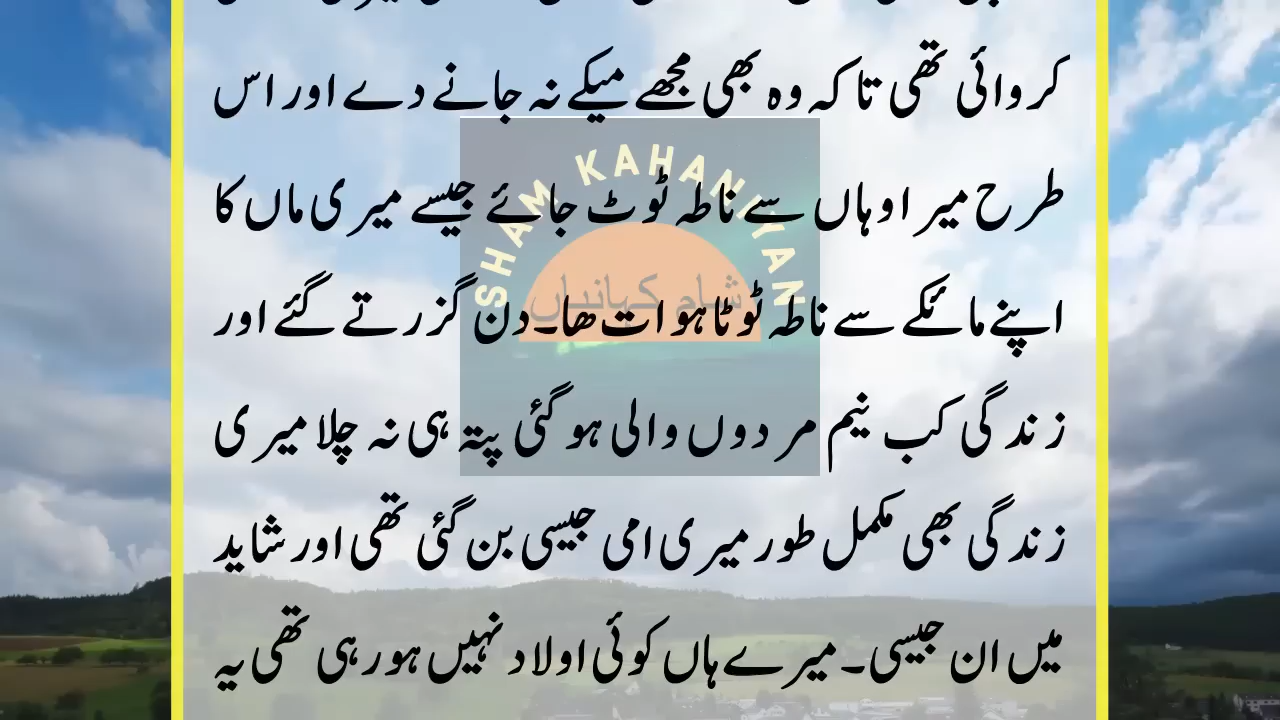 کروائی تھی تاکہ وہ بھی مجھے میکے نہ جانے دے اور اس
طرح میرا وہاں سے ناطہ ٹوٹ جائے جیسے میری ماں کا
اپنے مائکے سے ناطہ ٹوٹا ہوا تھا۔ دن گزرتے گئے اور
زندگی کب نیم مردوں والی ہو گئی پتہ ہی نہ چلا میری
زندگی بھی مکمل طور میری امی جیسی بن گئی تھی اور شاید
میں ان جیسی۔ میرے ہاں کوئی اولاد نہیں ہو رہی تھی یہ
SHAM KAHANIYAN
شام کہانیاں